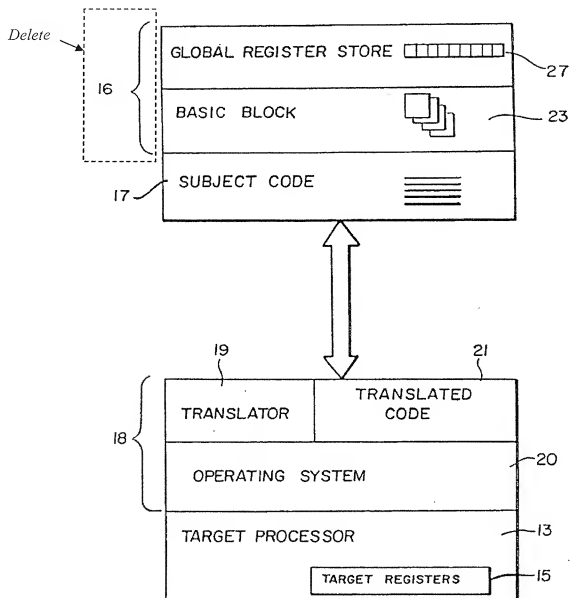 Delete
GLOBAL REGISTER STORE
27
16
BASIC BLOCK
23
SUBJECT CODE
17
19
21
TRANSLATOR
TRANSLATED
CODE
18
OPERATING SYSTEM
20
TARGET PROCESSOR
13
TARGET REGISTERS
15